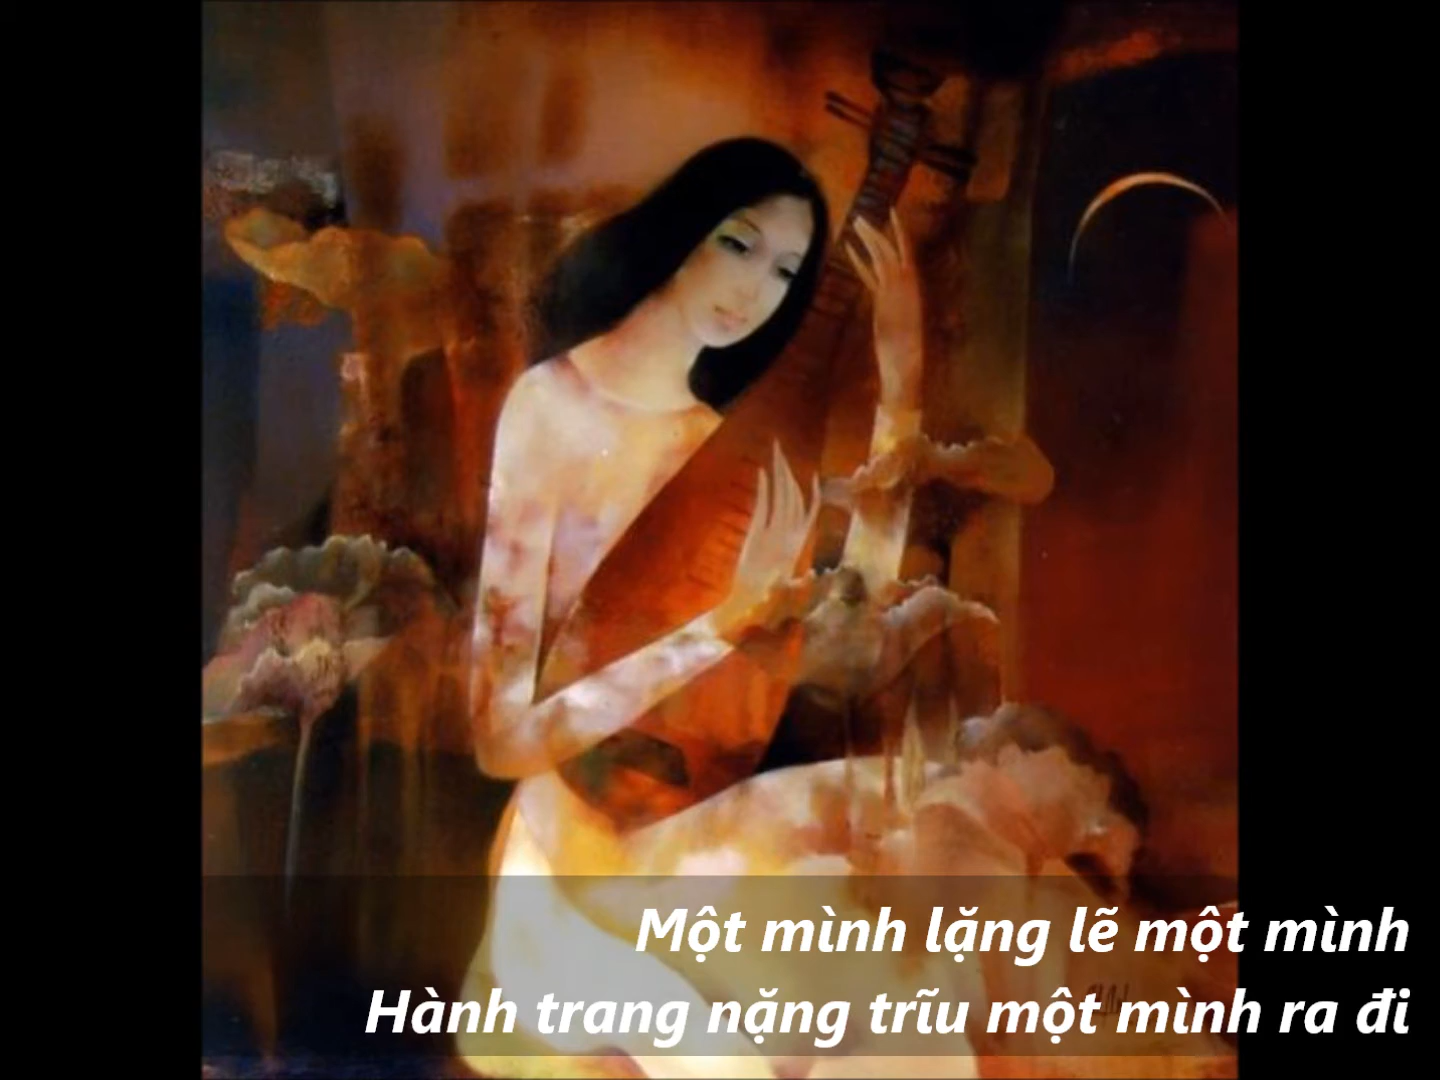 Một mình lặng lẽ một mình
Hành trang nặng trĩu một mình ra đi